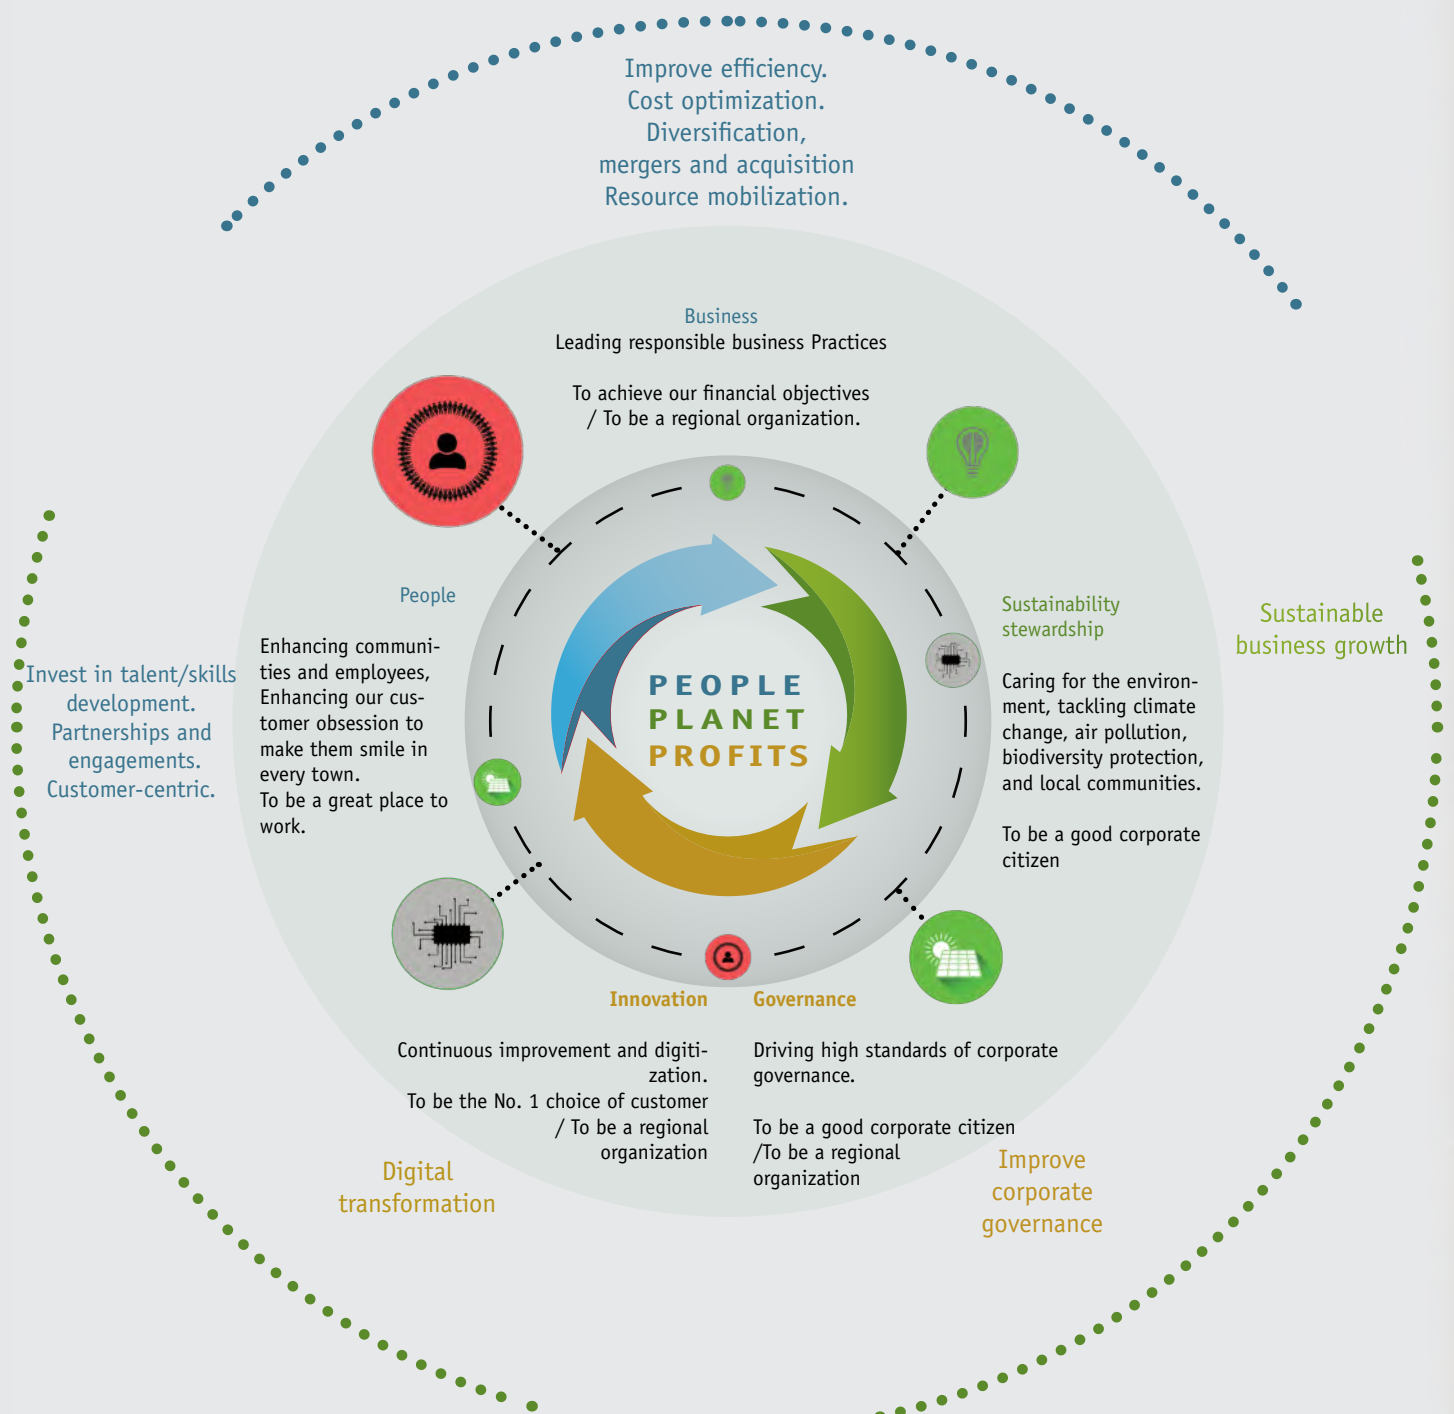 Improve efficiency.
Cost optimization.
Diversification,
mergers and acquisition
Resource mobilization.
Business
Leading responsible business Practices
To achieve our financial objectives
/ To be a regional organization.
People
Enhancing communi-
ties and employees,
Enhancing our cus-
tomer obsession to
make them smile in
every town.
To be a great place to
work.
Invest in talent/skills
development.
Partnerships and
engagements.
Customer-centric.
PEOPLE
PLANET
PROFITS
Sustainability
stewardship
Caring for the environ-
ment, tackling climate
change, air pollution,
biodiversity protection,
and local communities.
To be a good corporate
citizen
Sustainable
business growth
Innovation
Continuous improvement and digiti-
zation.
To be the No. 1 choice of customer
/ To be a regional
organization
Governance
Driving high standards of corporate
governance.
To be a good corporate citizen
/To be a regional
organization
Digital
transformation
Improve
corporate
governance